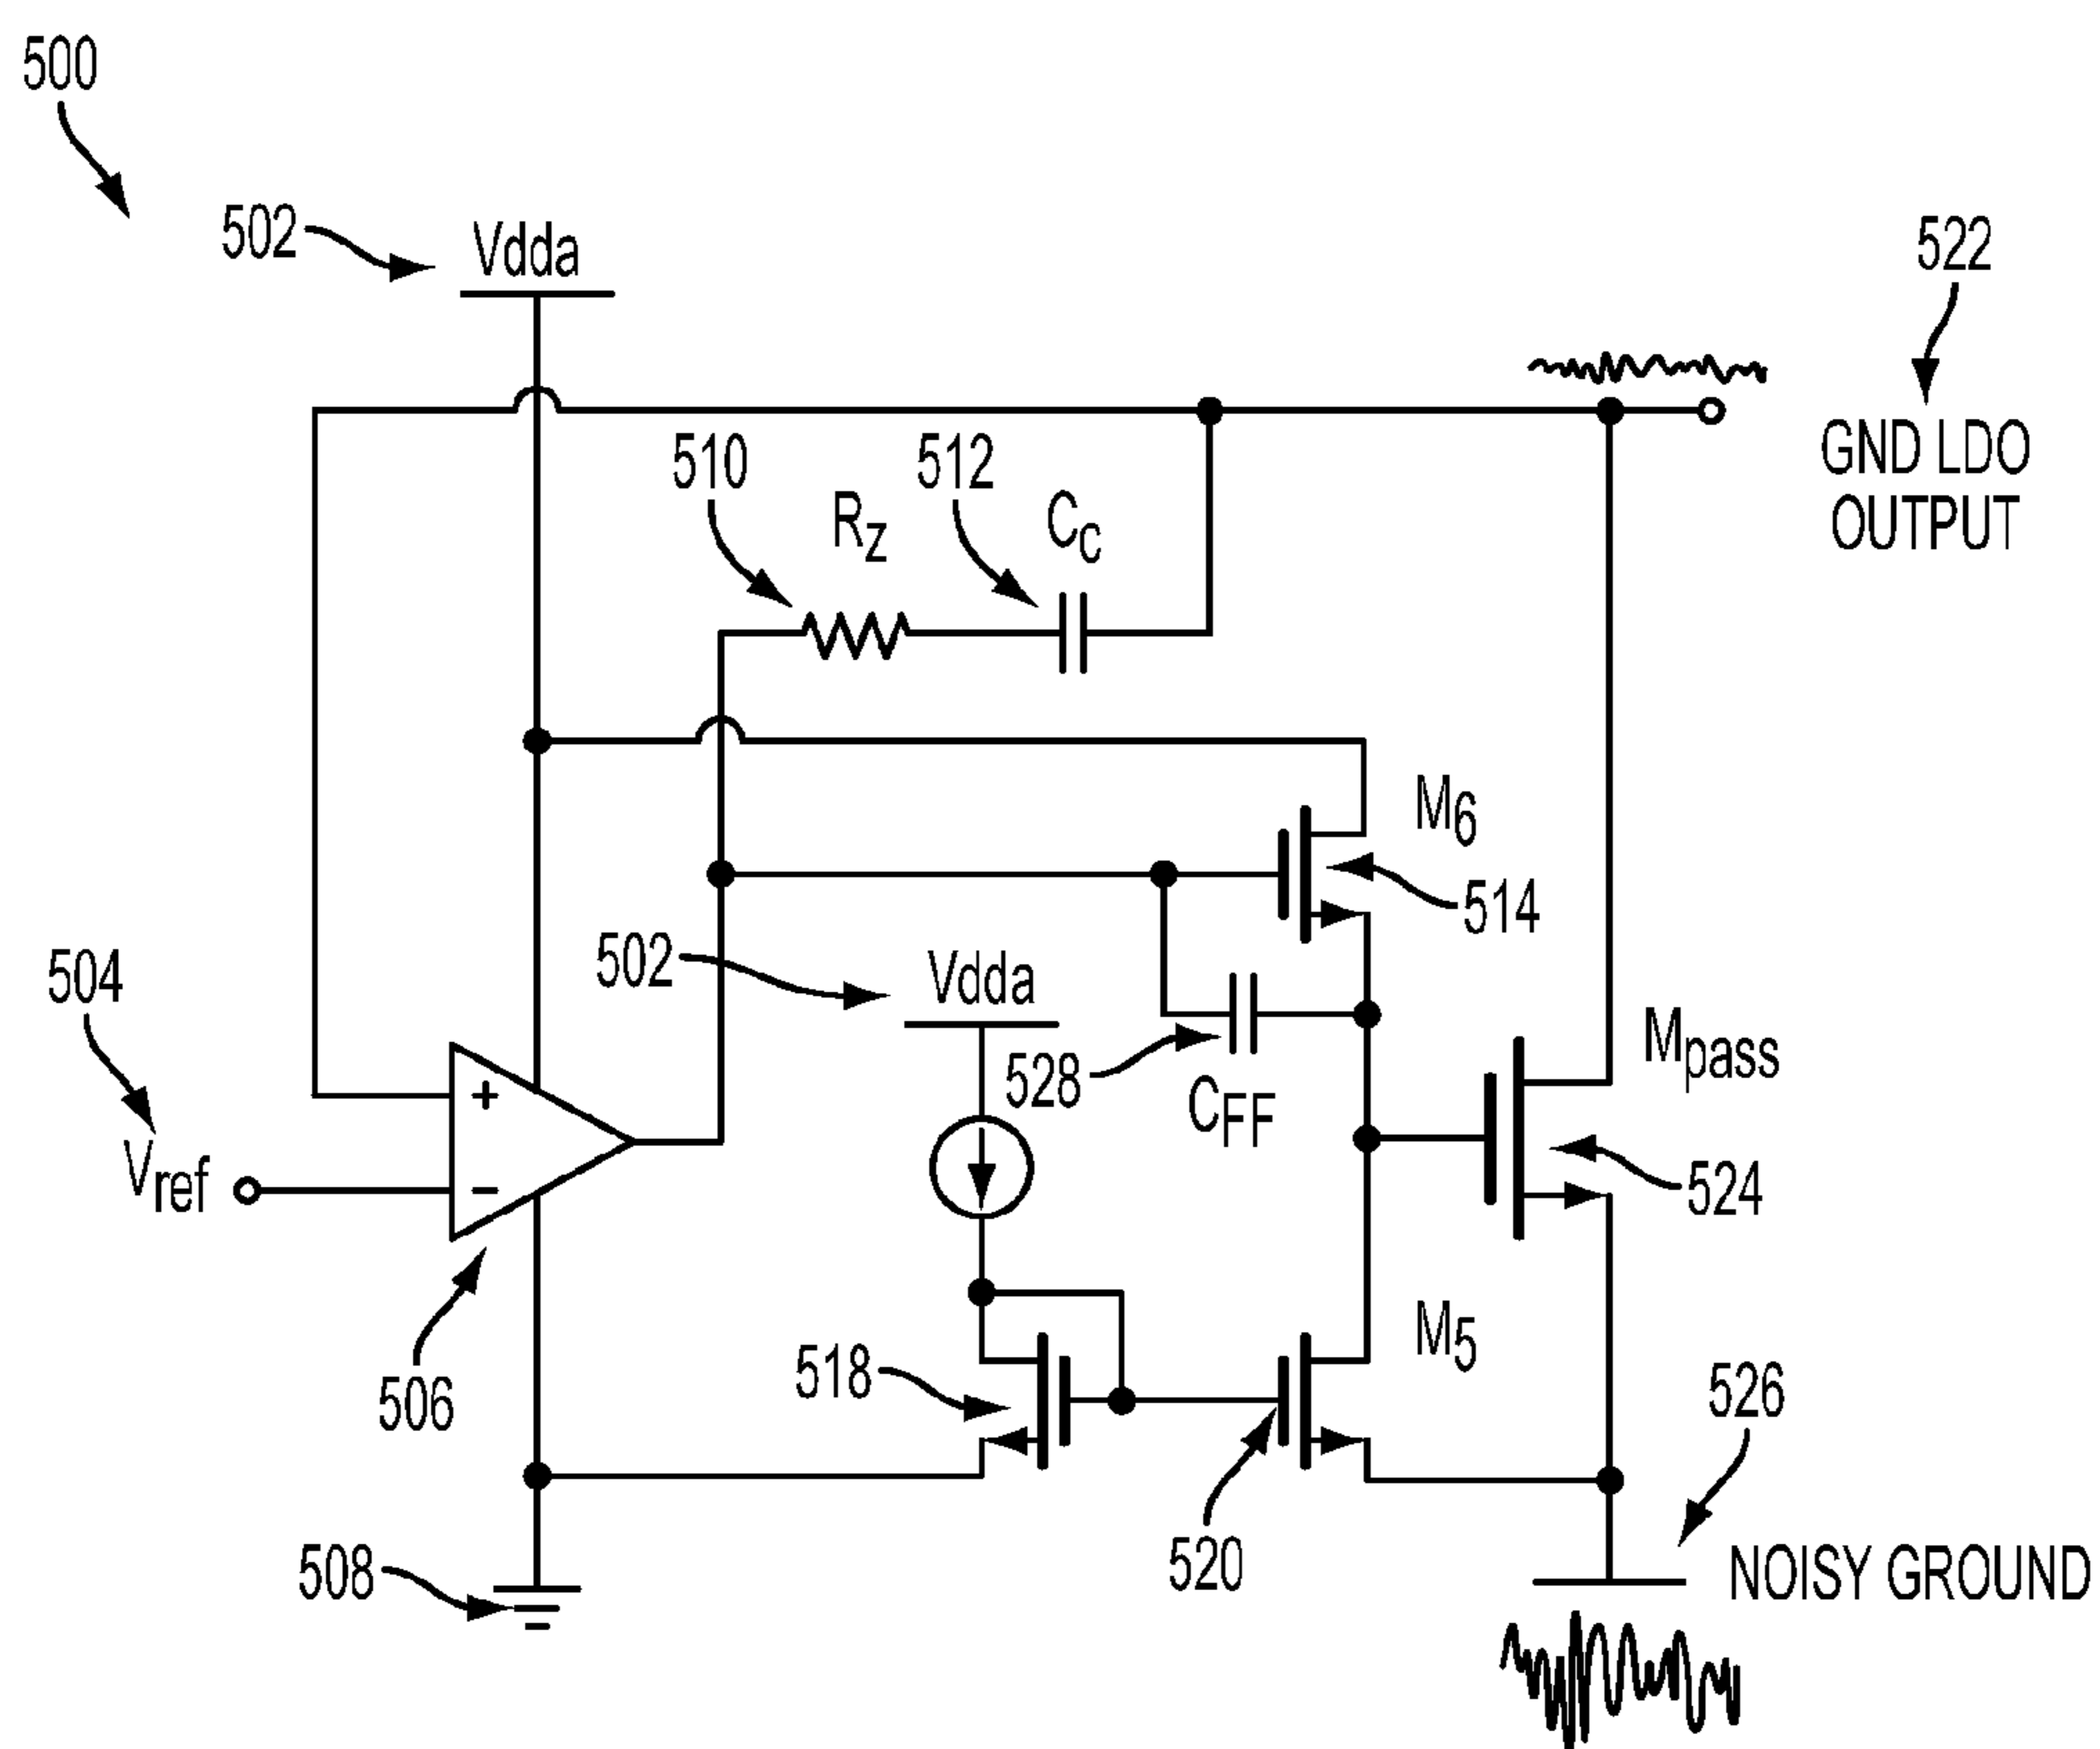 500
502
Vdda
522
GND LDO
OUTPUT
510
Rz
512
Cc
M6
514
504
Vref
+
−
506
502
Vdda
528
CFF
Mpass
524
518
M5
520
526
508
NOISY GROUND